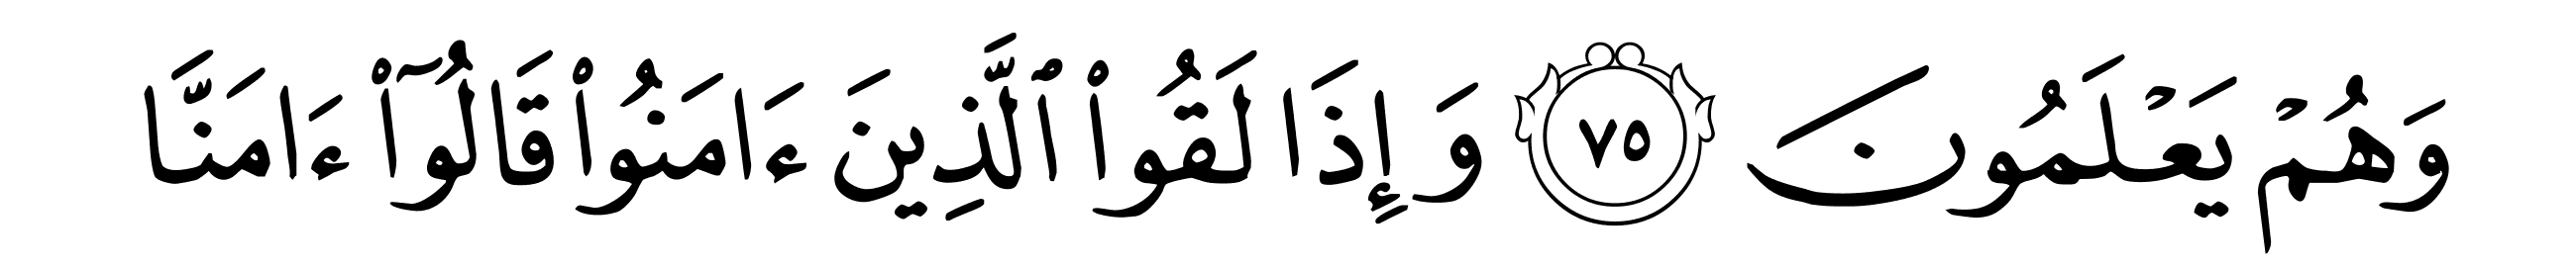 وَهُمۡ يَعۡلَمُونَ ٧٥ وَإِذَا لَقُواْ ٱلَّذِينَ ءَامَنُواْ قَالُوٓاْ ءَامَنَّا